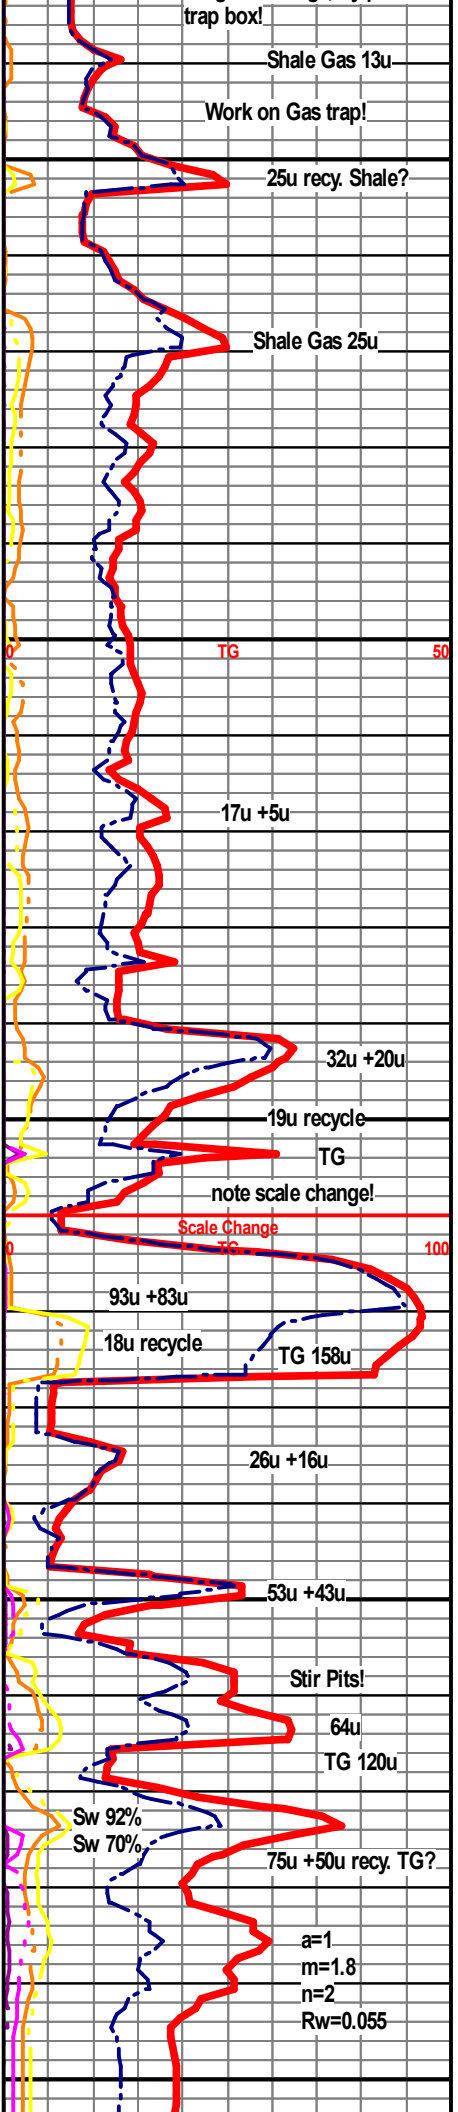 trap box!
Shale Gas 13u
Work on Gas trap!
25u recy. Shale?
Shale Gas 25u
0 TG 50
17u +5u
32u +20u
19u recycle
TG
note scale change!
Scale Change
0 TG 100
93u +83u
18u recycle
TG 158u
26u +16u
53u +43u
Stir Pits!
64u
TG 120u
Sw 92%
Sw 70%
75u +50u recy. TG?
a=1
m=1.8
n=2
Rw=0.055